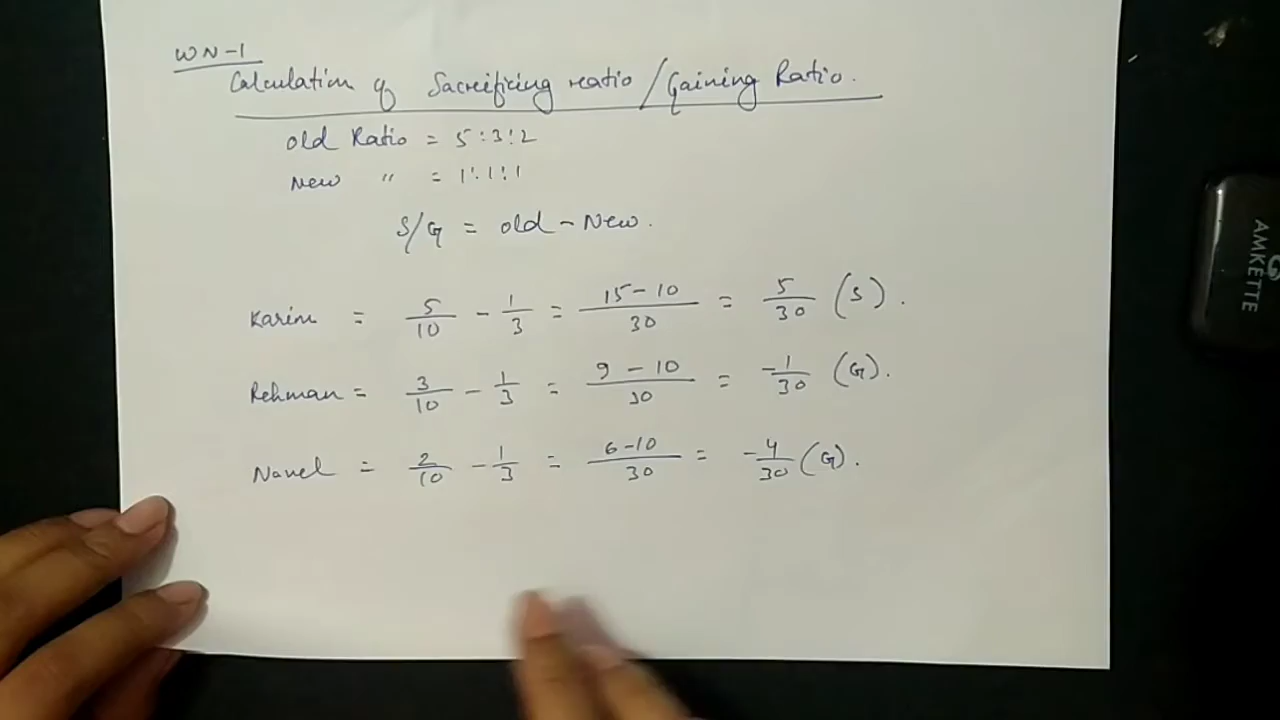 WN-1
Calculation of Sacrificing ratio / Gaining Ratio.
Old Ratio = 5:3:2
New " = 1:1:1
S/G = old - New.
Karim = 5/10 - 1/3 = 15-10/30 = 5/30 (S).
Rehman = 3/10 - 1/3 = 9-10/30 = -1/30 (G).
Navel = 2/10 - 1/3 = 6-10/30 = -4/30 (G).
AMKETTE